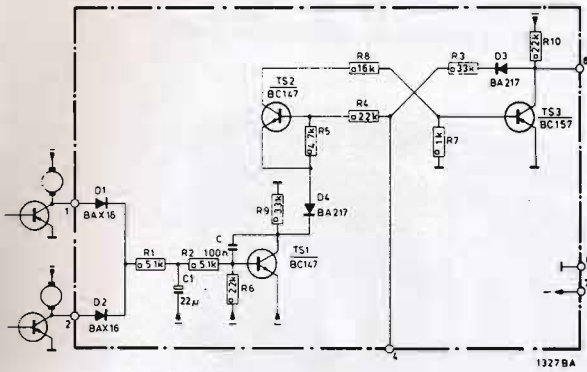 R10
22k
R8
16k
R3
33k
D3
BA217
6
TS2
BC147
R4
22k
R5
4.7k
R7
1k
TS3
BC157
D4
BA217
R9
33k
D1
BAX16
1
R1
5.1k
R2
5.1k
C
100n
TS1
BC147
C1
22µ
R6
22k
2
D2
BAX16
4
1327BA